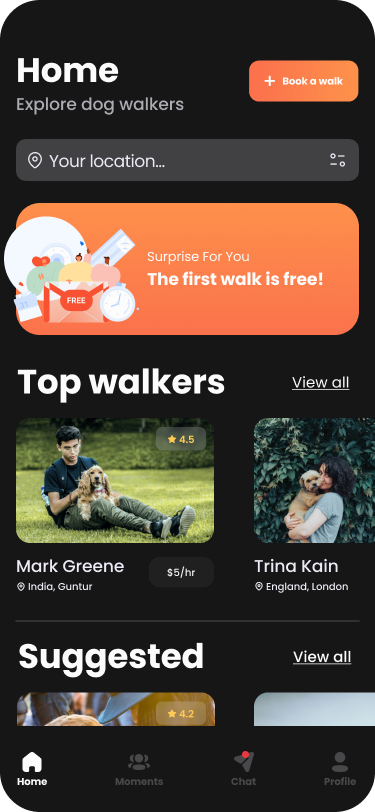 Home
Explore dog walkers
Book a walk
Your location...
Surprise For You
The first walk is free!
FREE
Top walkers
View all
4.5
Mark Greene
India, Guntur
$5/hr
Trina Kain
England, London
Suggested
View all
4.2
Home
Moments
Chat
Profile